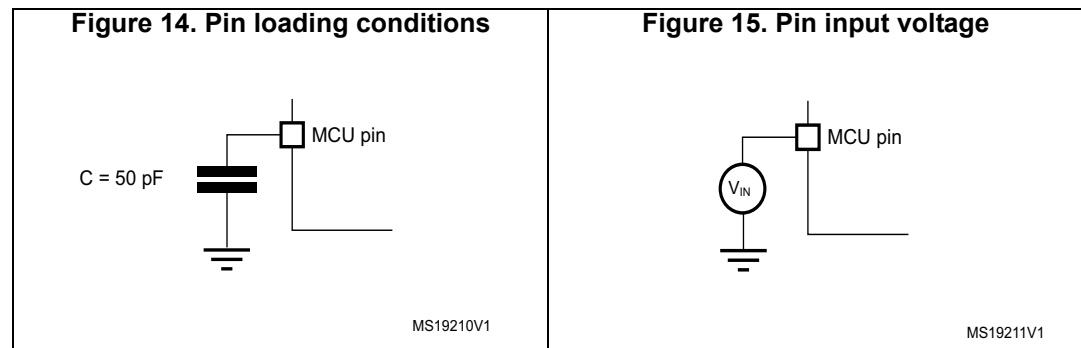 Figure 14. Pin loading conditions
MCU pin
C = 50 pF
MS19210V1
Figure 15. Pin input voltage
MCU pin
VIN
MS19211V1